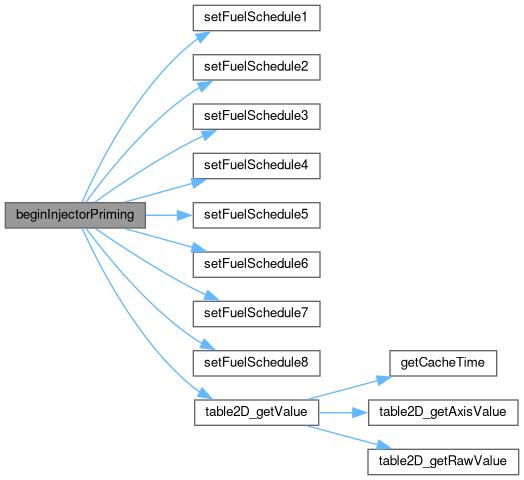 beginInjectorPriming
setFuelSchedule1
setFuelSchedule2
setFuelSchedule3
setFuelSchedule4
setFuelSchedule5
setFuelSchedule6
setFuelSchedule7
setFuelSchedule8
table2D_getValue
getCacheTime
table2D_getAxisValue
table2D_getRawValue